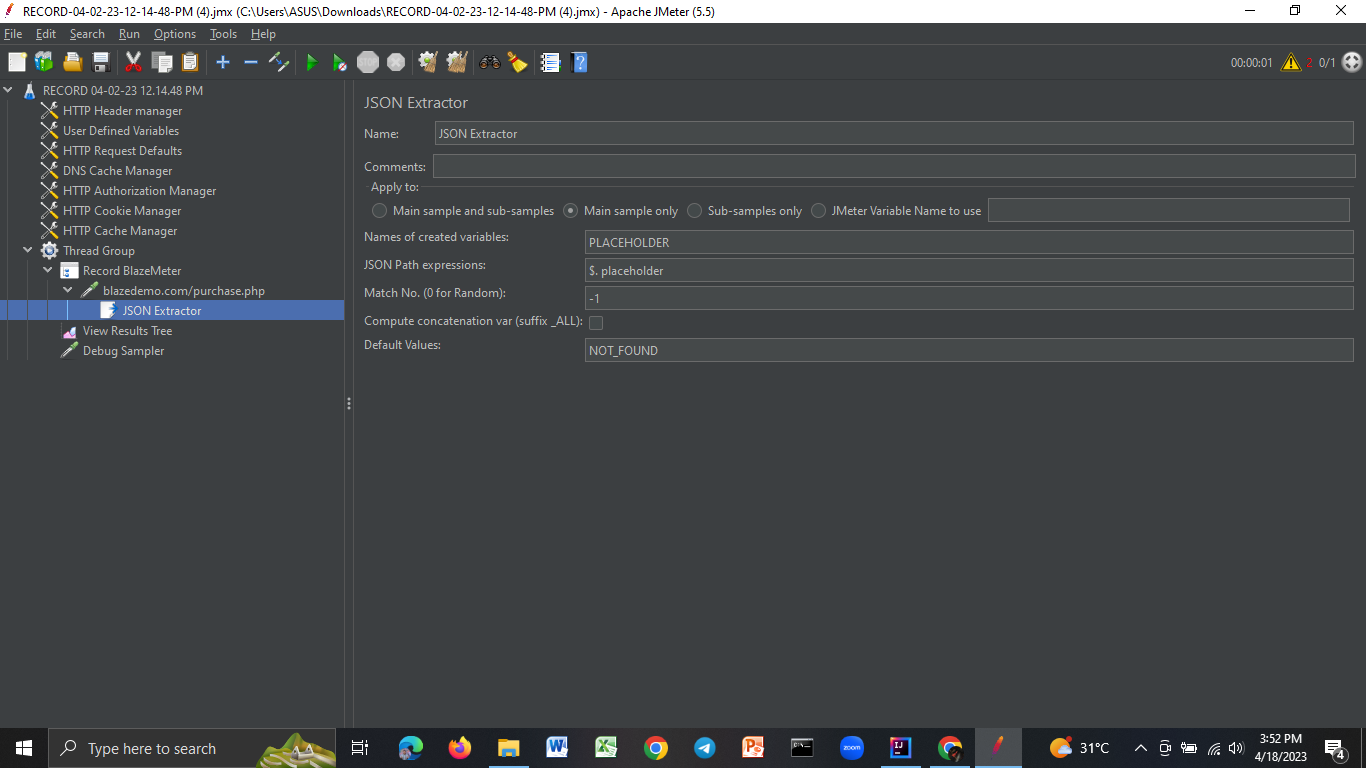 RECORD-04-02-23-12-14-48-PM (4).jmx (C:\Users\ASUS\Downloads\RECORD-04-02-23-12-14-48-PM (4).jmx) - Apache JMeter (5.5)
File Edit Search Run Options Tools Help
STOP 00:00:01 2 0/1
RECORD 04-02-23 12.14.48 PM
HTTP Header manager
User Defined Variables
HTTP Request Defaults
DNS Cache Manager
HTTP Authorization Manager
HTTP Cookie Manager
HTTP Cache Manager
Thread Group
Record BlazeMeter
blazedemo.com/purchase.php
JSON Extractor
View Results Tree
Debug Sampler
JSON Extractor
Name: JSON Extractor
Comments:
Apply to:
Main sample and sub-samples Main sample only Sub-samples only JMeter Variable Name to use
Names of created variables: PLACEHOLDER
JSON Path expressions: $. placeholder
Match No. (0 for Random): -1
Compute concatenation var (suffix _ALL):
Default Values: NOT_FOUND
Type here to search
zoom
31°C
3:52 PM
4/18/2023
4